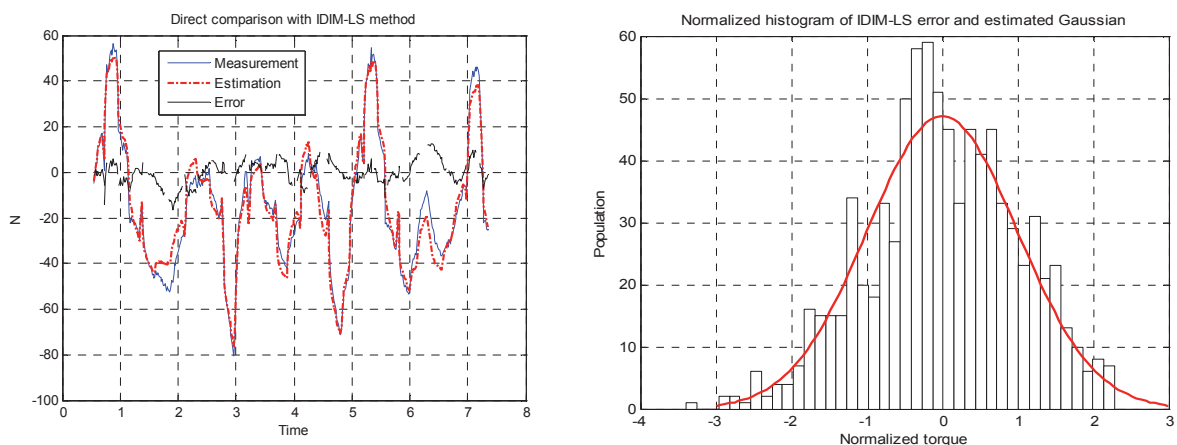 Direct comparison with IDIM-LS method
60
40
20
0
-20
-40
-60
-80
-100
N
0 1 2 3 4 5 6 7 8
Time
Measurement
Estimation
Error
Normalized histogram of IDIM-LS error and estimated Gaussian
60
50
40
30
20
10
0
Population
-4 -3 -2 -1 0 1 2 3
Normalized torque